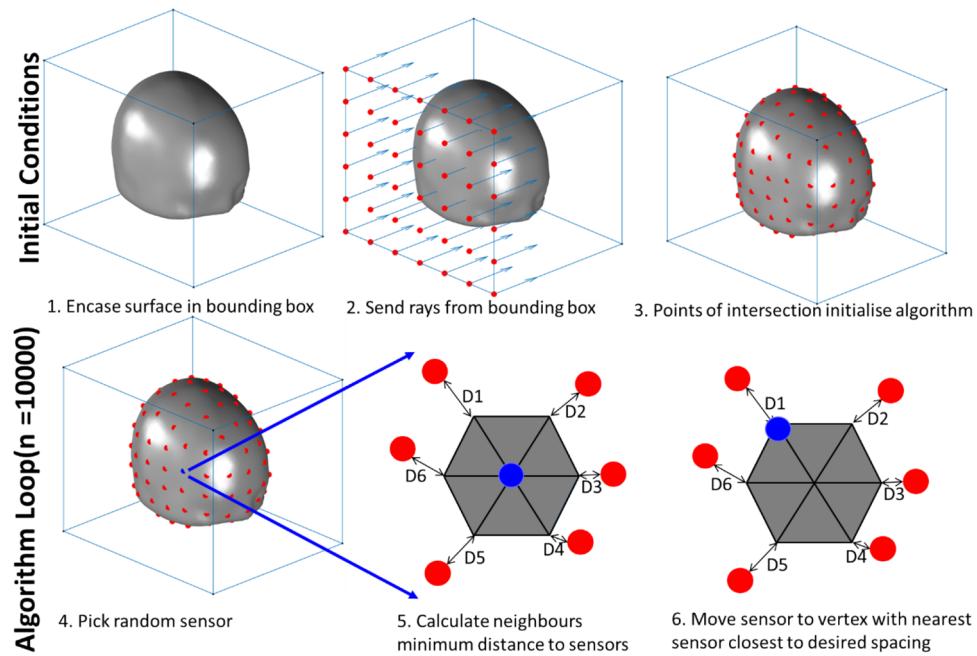 Initial Conditions
1. Encase surface in bounding box
2. Send rays from bounding box
3. Points of intersection initialise algorithm
Algorithm Loop(n =10000)
4. Pick random sensor
D1
D2
D3
D4
D5
D6
5. Calculate neighbours
minimum distance to sensors
D1
D2
D3
D4
D5
D6
6. Move sensor to vertex with nearest
sensor closest to desired spacing